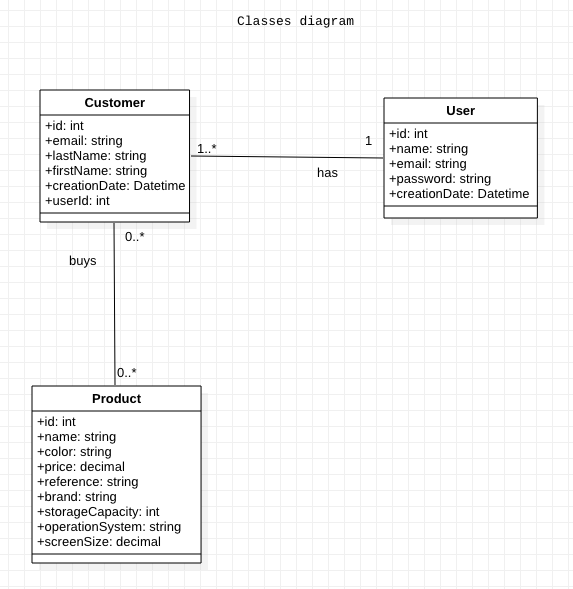 Classes diagram
Customer
+id: int
+email: string
+lastName: string
+firstName: string
+creationDate: Datetime
+userId: int
1..*
1
has
User
+id: int
+name: string
+email: string
+password: string
+creationDate: Datetime
0..*
buys
0..*
Product
+id: int
+name: string
+color: string
+price: decimal
+reference: string
+brand: string
+storageCapacity: int
+operationSystem: string
+screenSize: decimal